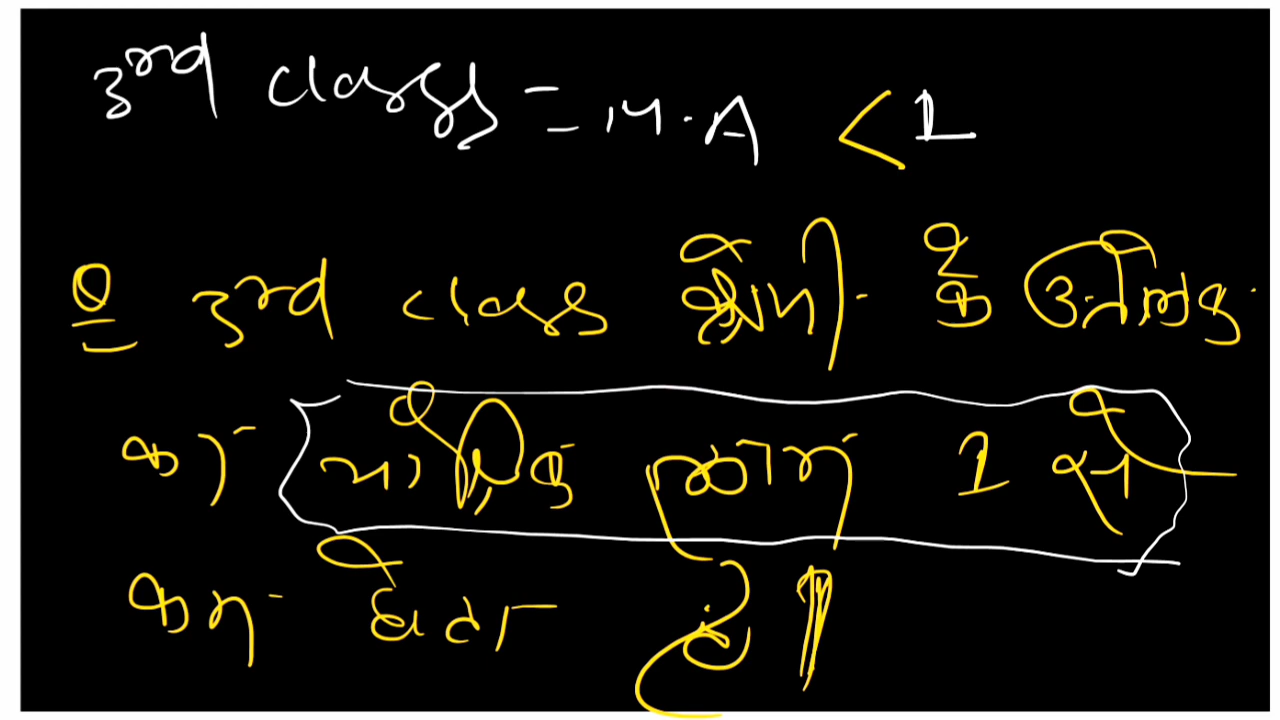 3rd class = M.A < 1
@ 3rd class श्रेणी के उत्तोलक
का यांत्रिक लाभ 1 से
कम होता है।